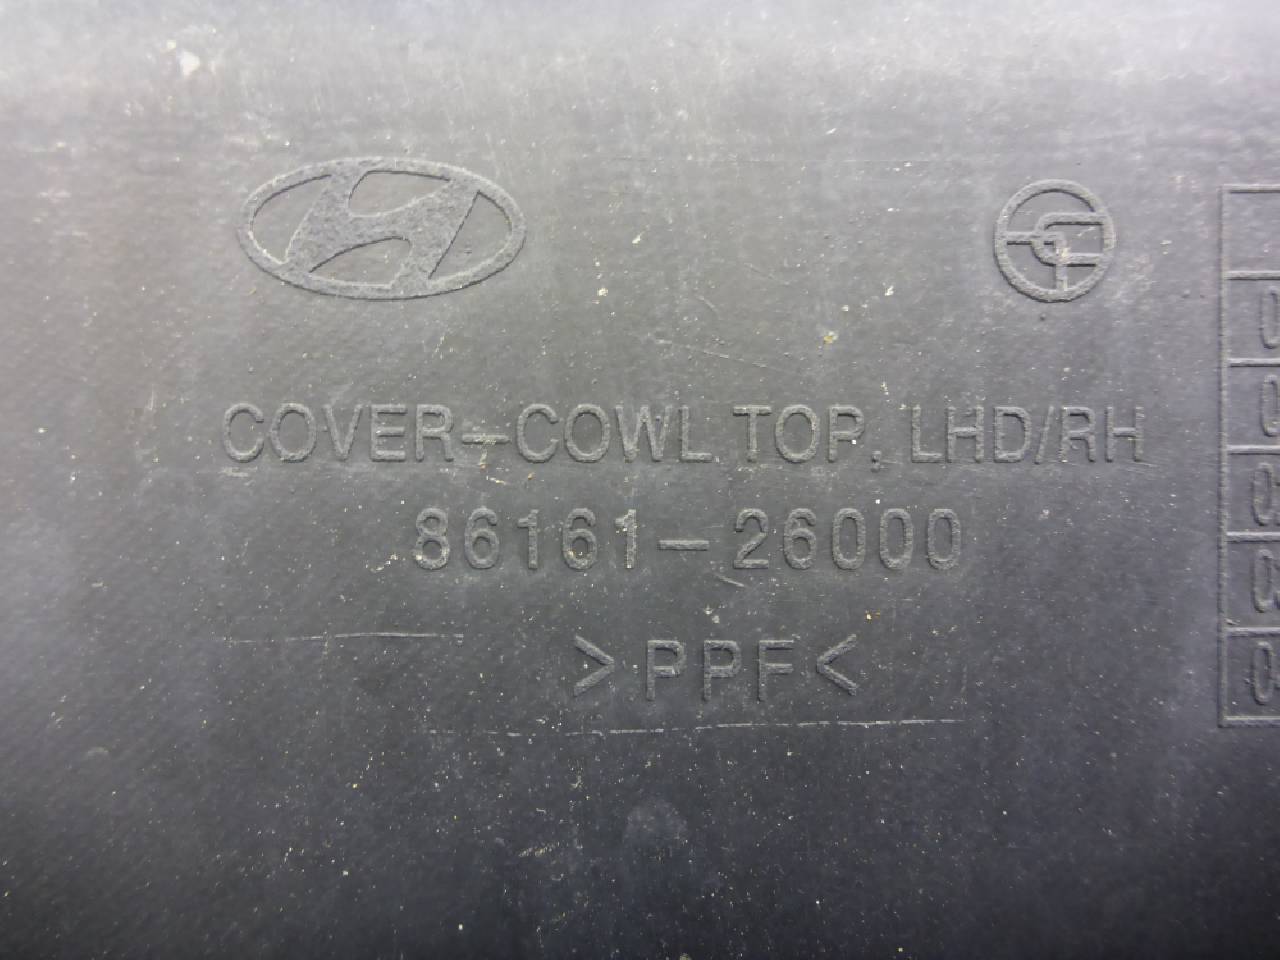 COVER-COWL TOP, LHD/RH
86161-26000
>PPF<